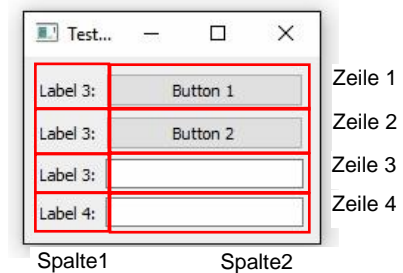 Test...
Label 3: Button 1 Zeile 1
Label 3: Button 2 Zeile 2
Label 3: Zeile 3
Label 4: Zeile 4
Spalte1 Spalte2